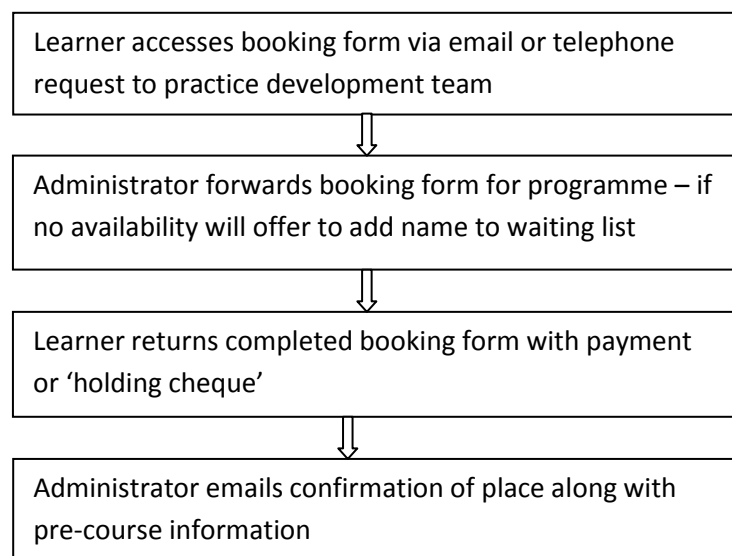 Learner accesses booking form via email or telephone
request to practice development team
Administrator forwards booking form for programme – if
no availability will offer to add name to waiting list
Learner returns completed booking form with payment
or ‘holding cheque’
Administrator emails confirmation of place along with
pre-course information